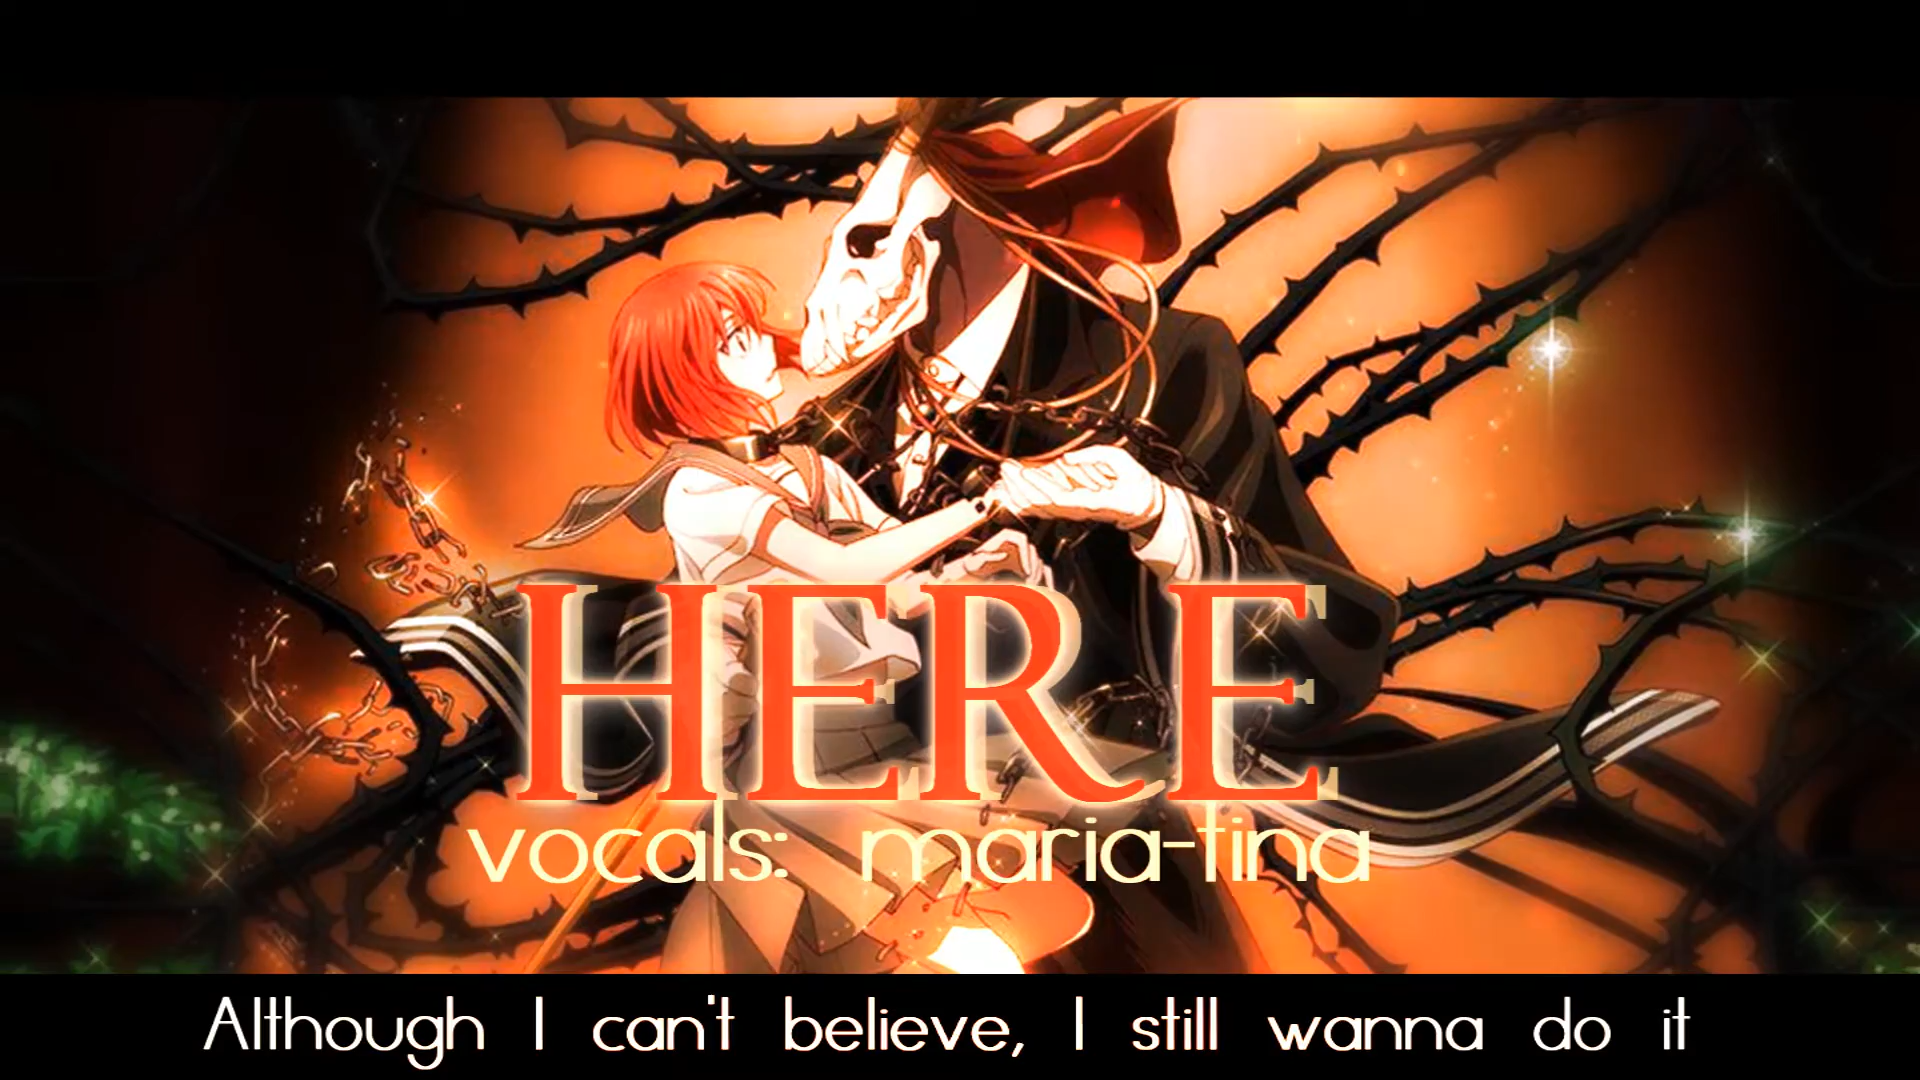 HERE
vocals: maria-tina
Although I can't believe, I still wanna do it